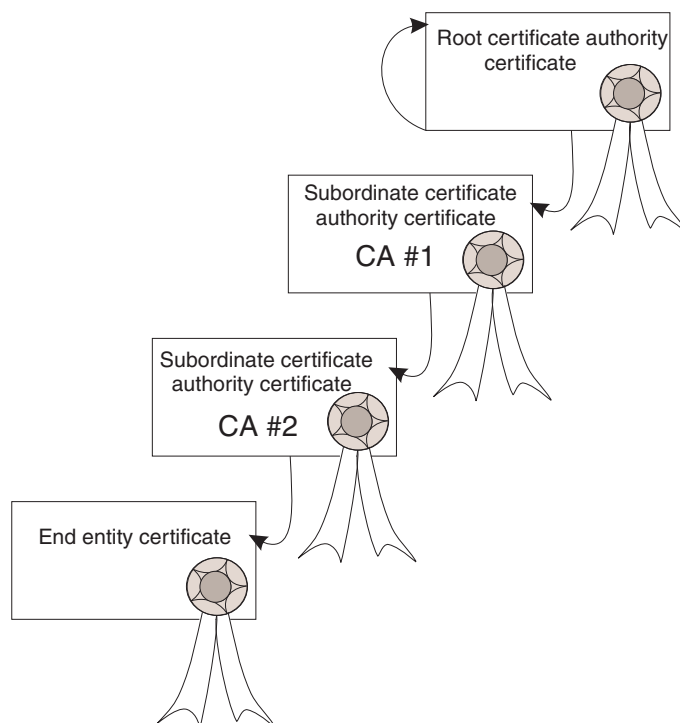 Root certificate authority
certificate
Subordinate certificate
authority certificate
CA #1
Subordinate certificate
authority certificate
CA #2
End entity certificate